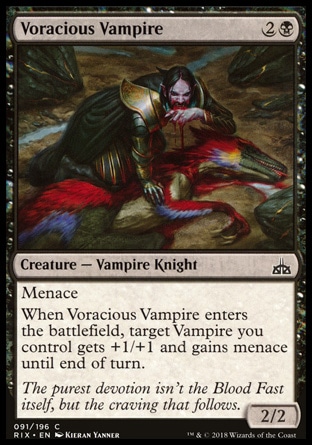 Voracious Vampire 2
Creature — Vampire Knight
Menace
When Voracious Vampire enters
the battlefield, target Vampire you
control gets +1/+1 and gains menace
until end of turn.
The purest devotion isn't the Blood Fast
itself, but the craving that follows.
2/2
091/196 C
RIX • EN Kieran Yanner
™ & © 2018 Wizards of the Coast